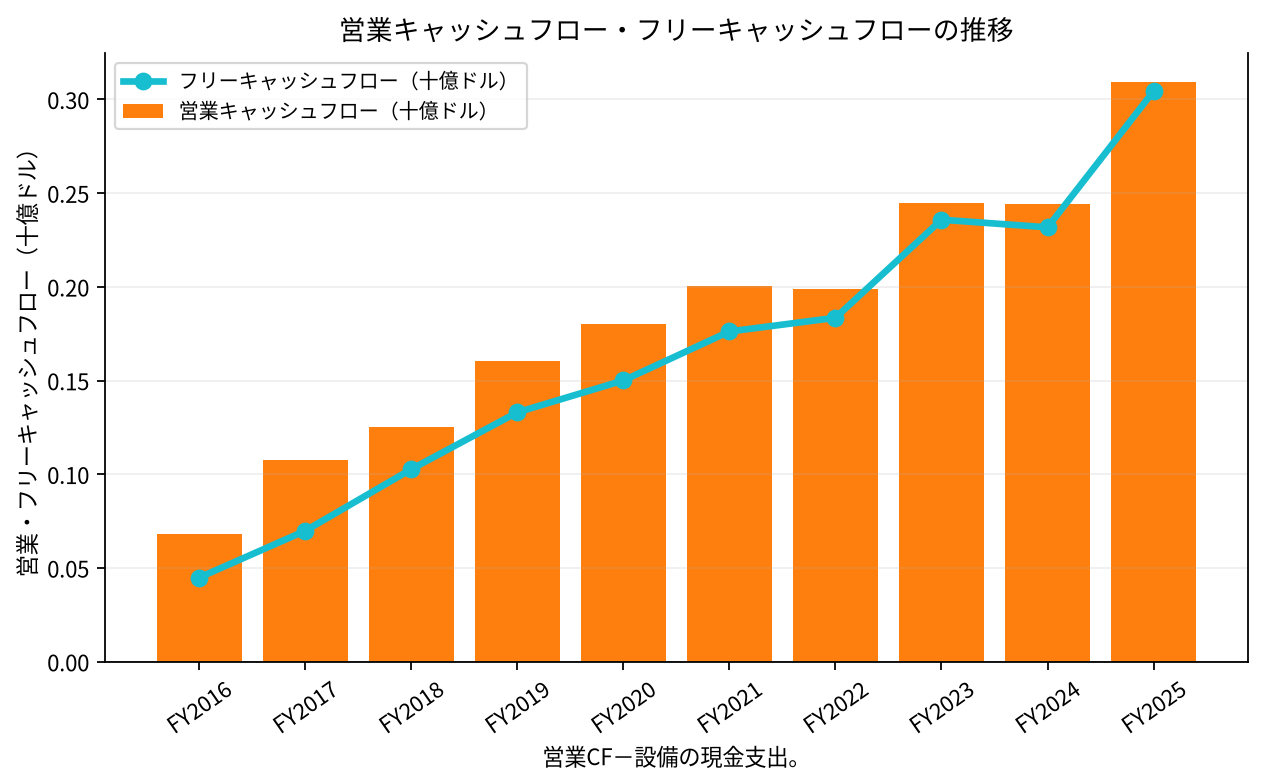 営業キャッシュフロー・フリーキャッシュフローの推移
フリーキャッシュフロー（十億ドル）
営業キャッシュフロー（十億ドル）
営業・フリーキャッシュフロー（十億ドル）
0.30
0.25
0.20
0.15
0.10
0.05
0.00
FY2016
FY2017
FY2018
FY2019
FY2020
FY2021
FY2022
FY2023
FY2024
FY2025
営業CF－設備の現金支出。